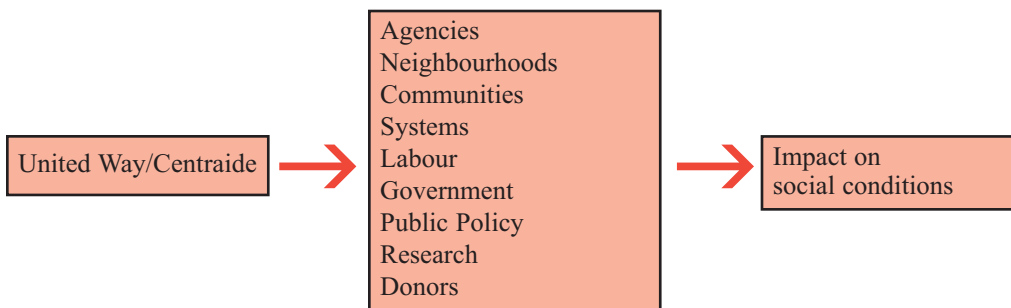 United Way/Centraide
Agencies
Neighbourhoods
Communities
Systems
Labour
Government
Public Policy
Research
Donors
Impact on
social conditions